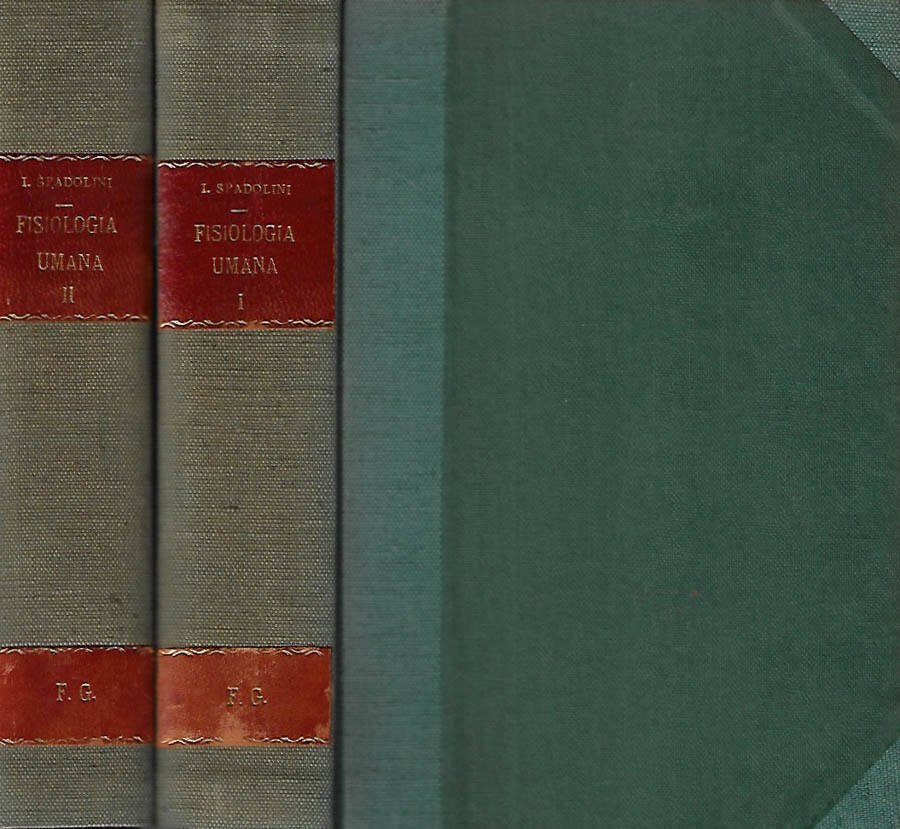 I. SPADOLINI
FISIOLOGIA
UMANA
II
F. G.
I. SPADOLINI
FISIOLOGIA
UMANA
I
F. G.